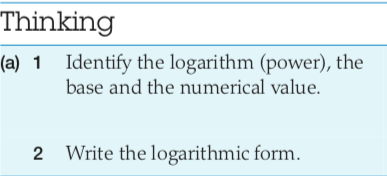 Thinking
(a) 1 Identify the logarithm (power), the
base and the numerical value.
2 Write the logarithmic form.